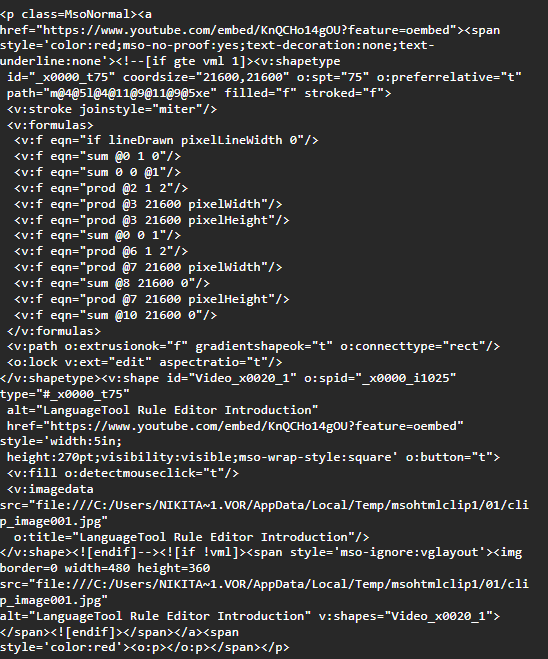 <p class=MsoNormal><a
href="https://www.youtube.com/embed/KnQCHo14gOU?feature=oembed"><span
style='color:red;mso-no-proof:yes;text-decoration:none;text-
underline:none'><!--[if gte vml 1]><v:shapetype
 id="_x0000_t75" coordsize="21600,21600" o:spt="75" o:preferrelative="t"
 path="m@4@5l@4@11@9@11@9@5xe" filled="f" stroked="f">
 <v:stroke joinstyle="miter"/>
 <v:formulas>
  <v:f eqn="if lineDrawn pixelLineWidth 0"/>
  <v:f eqn="sum @0 1 0"/>
  <v:f eqn="sum 0 0 @1"/>
  <v:f eqn="prod @2 1 2"/>
  <v:f eqn="prod @3 21600 pixelWidth"/>
  <v:f eqn="prod @3 21600 pixelHeight"/>
  <v:f eqn="sum @0 0 1"/>
  <v:f eqn="prod @6 1 2"/>
  <v:f eqn="prod @7 21600 pixelWidth"/>
  <v:f eqn="sum @8 21600 0"/>
  <v:f eqn="prod @7 21600 pixelHeight"/>
  <v:f eqn="sum @10 21600 0"/>
 </v:formulas>
 <v:path o:extrusionok="f" gradientshapeok="t" o:connecttype="rect"/>
 <o:lock v:ext="edit" aspectratio="t"/>
</v:shapetype><v:shape id="Video_x0020_1" o:spid="_x0000_i1025"
type="#_x0000_t75"
 alt="LanguageTool Rule Editor Introduction"
 href="https://www.youtube.com/embed/KnQCHo14gOU?feature=oembed"
style='width:5in;
 height:270pt;visibility:visible;mso-wrap-style:square' o:button="t">
 <v:fill o:detectmouseclick="t"/>
 <v:imagedata
src="file:///C:/Users/NIKITA~1.VOR/AppData/Local/Temp/msohtmlclip1/01/cli
p_image001.jpg"
  o:title="LanguageTool Rule Editor Introduction"/>
</v:shape><![endif]--><![if !vml]><span style='mso-ignore:vglayout'><img
border=0 width=480 height=360
src="file:///C:/Users/NIKITA~1.VOR/AppData/Local/Temp/msohtmlclip1/01/cli
p_image001.jpg"
alt="LanguageTool Rule Editor Introduction" v:shapes="Video_x0020_1">
</span><![endif]></span></a><span
style='color:red'><o:p></o:p></span></p>